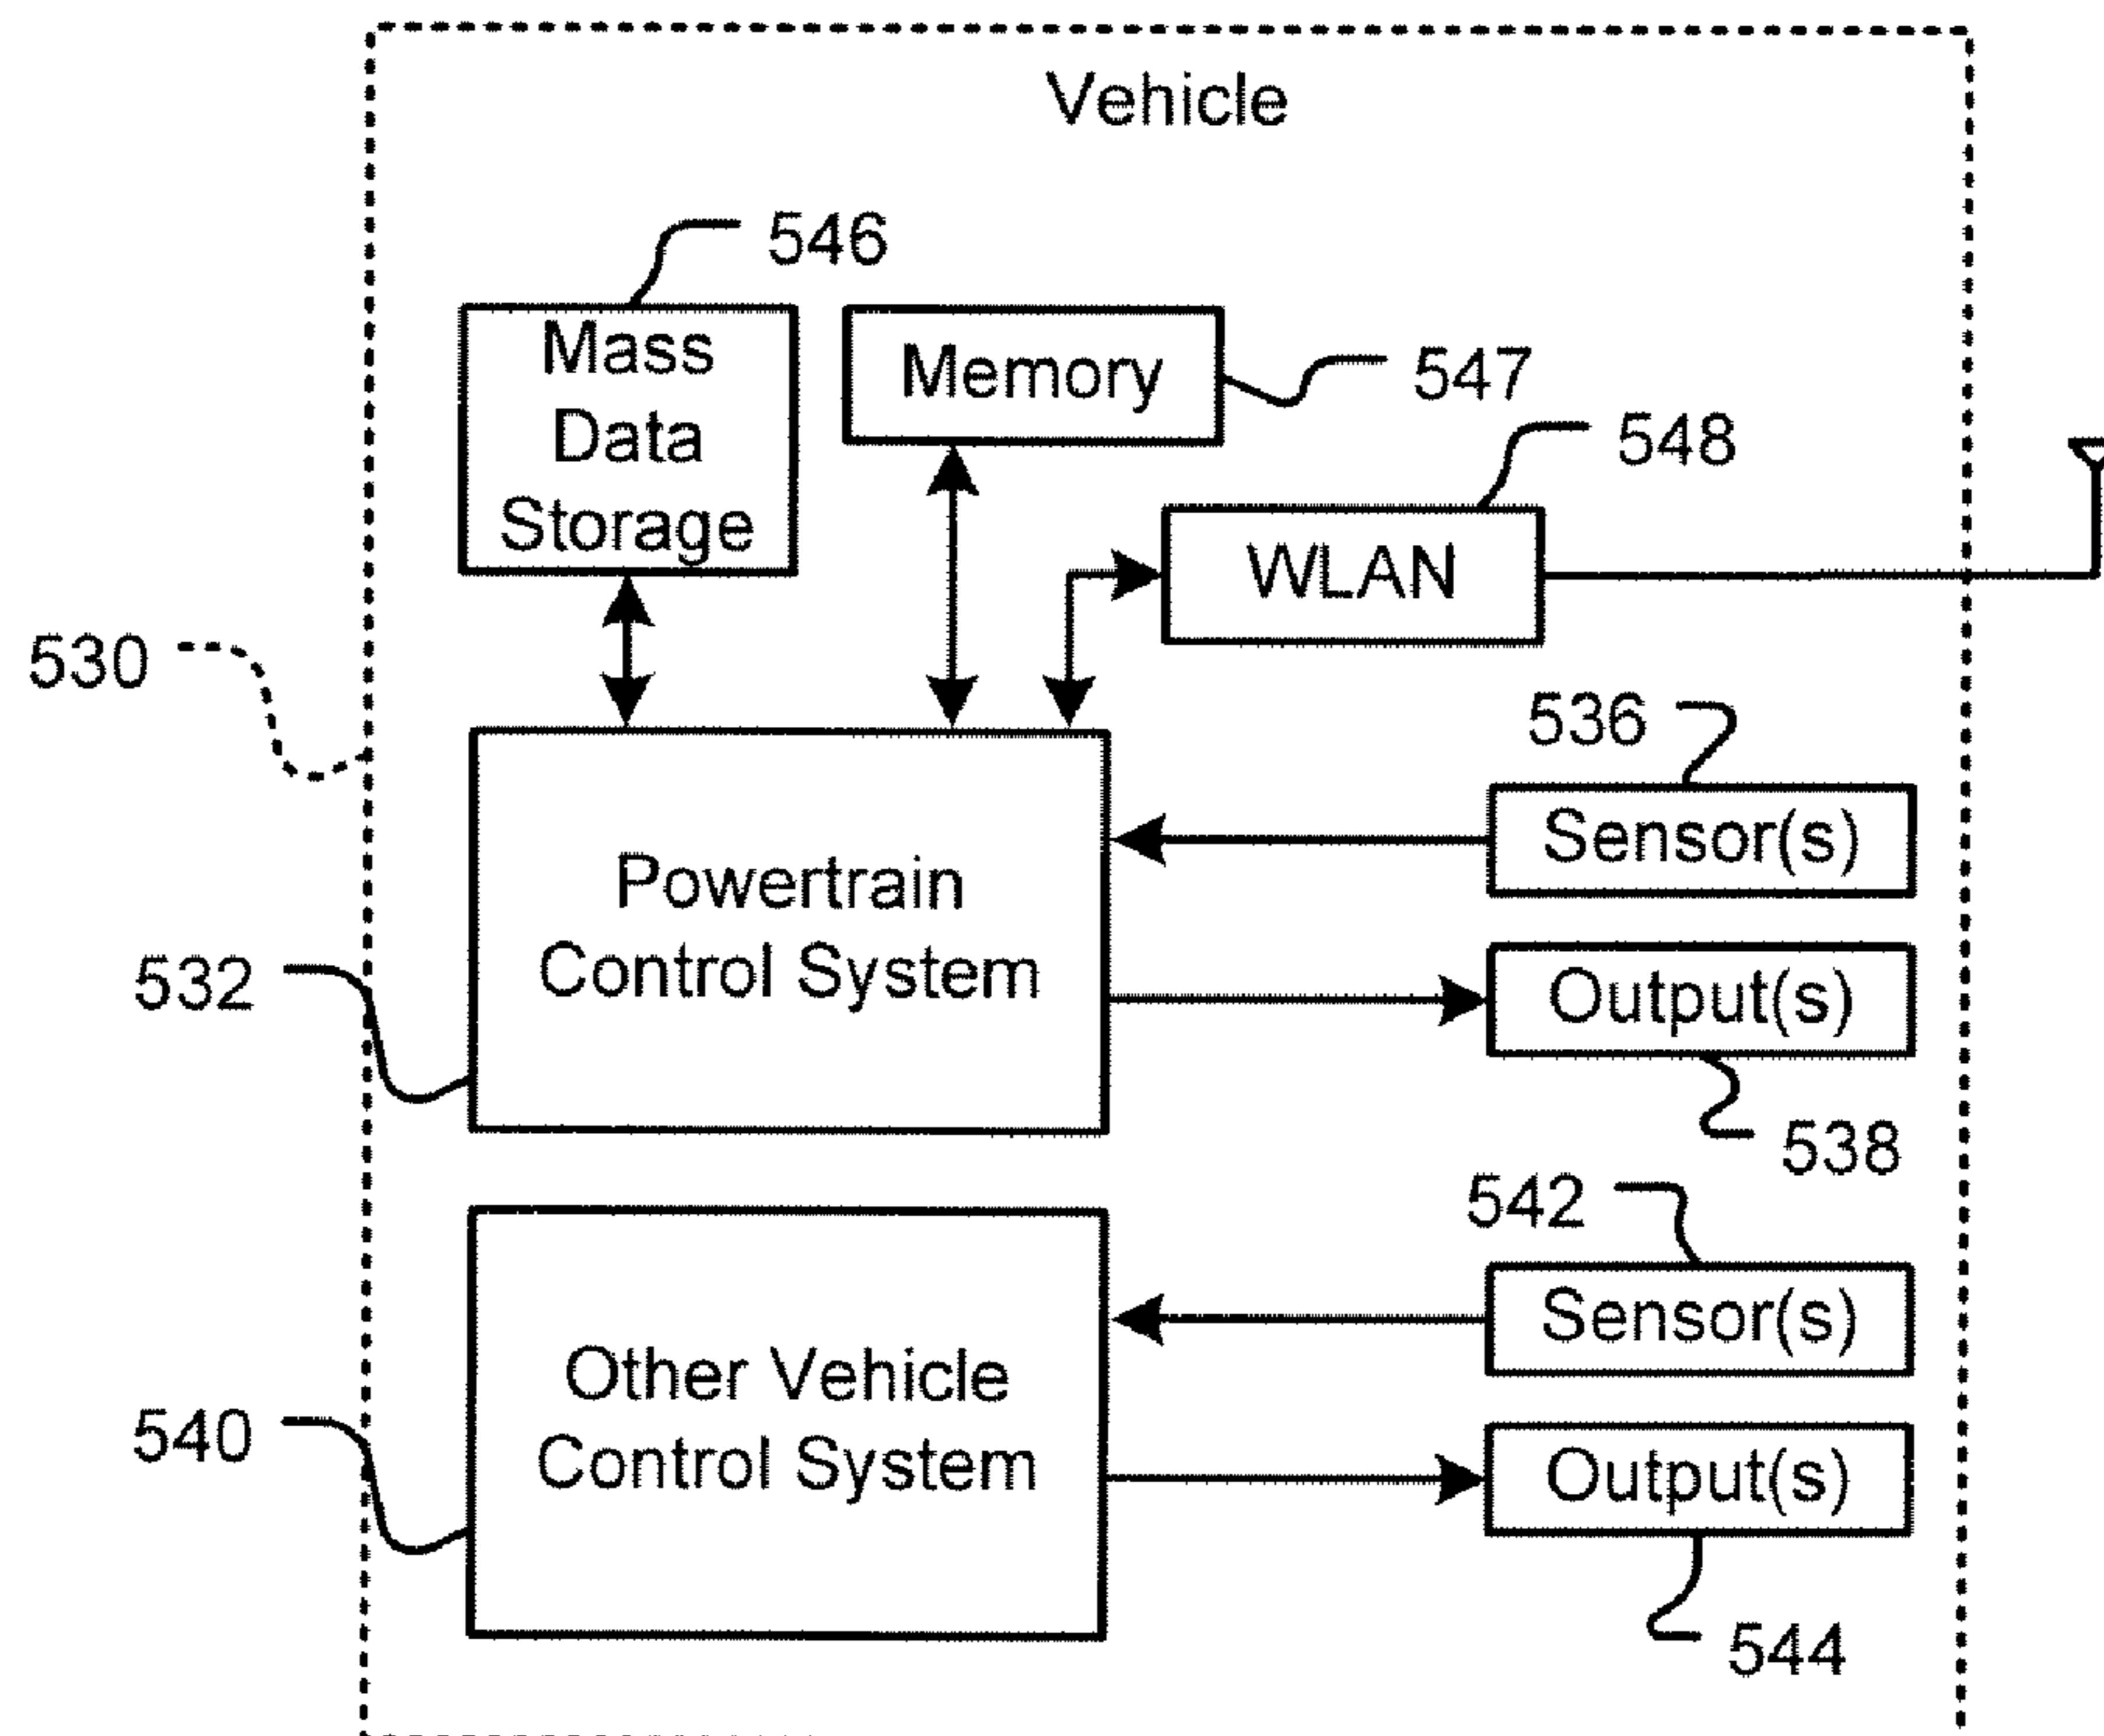 Vehicle
546
Mass
Data
Storage
Memory
547
548
WLAN
530
536
Sensor(s)
Powertrain
Control System
532
Output(s)
538
542
Sensor(s)
Other Vehicle
Control System
540
Output(s)
544